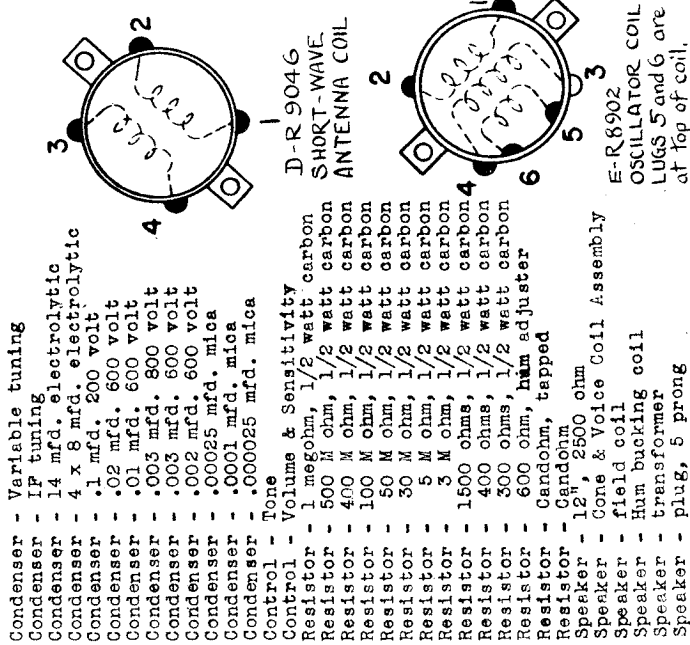 Condenser - Variable tuning
Condenser - IF tuning
Condenser - 14 mfd. electrolytic
Condenser - 4 x 8 mfd. electrolytic
Condenser - .1 mfd. 200 volt
Condenser - .02 mfd. 600 volt
Condenser - .01 mfd. 600 volt
Condenser - .003 mfd. 800 volt
Condenser - .003 mfd. 600 volt
Condenser - .002 mfd. 600 volt
Condenser - .00025 mfd. mica
Condenser - .0001 mfd. mica
Condenser - .000025 mfd. mica
Control - Tone
Control - Volume & Sensitivity
Resistor - 1 megohm, 1/2 watt carbon
Resistor - 500 M ohm, 1/2 watt carbon
Resistor - 400 M ohm, 1/2 watt carbon
Resistor - 100 M ohm, 1/2 watt carbon
Resistor - 50 M ohm, 1/2 watt carbon
Resistor - 30 M ohm, 1/2 watt carbon
Resistor - 5 M ohm, 1/2 watt carbon
Resistor - 3 M ohm, 1/2 watt carbon
Resistor - 1500 ohms, 1/2 watt carbon
Resistor - 400 ohms, 1/2 watt carbon
Resistor - 300 ohms, 1/2 watt carbon
Resistor - 600 ohm, hum adjuster
Resistor - Candohm, tapped
Resistor - Candohm
Speaker - 12", 2500 ohm
Speaker - Cone & Voice Coil Assembly
Speaker - field coil
Speaker - Hum bucking coil
Speaker - transformer
Speaker - plug, 5 prong
3
2
4
1
D-R 9046
SHORT-WAVE
ANTENNA COIL
1
2
3
4
5
6
E-R8902
OSCILLATOR COIL
LUGS 5 and 6 are
at top of coil.